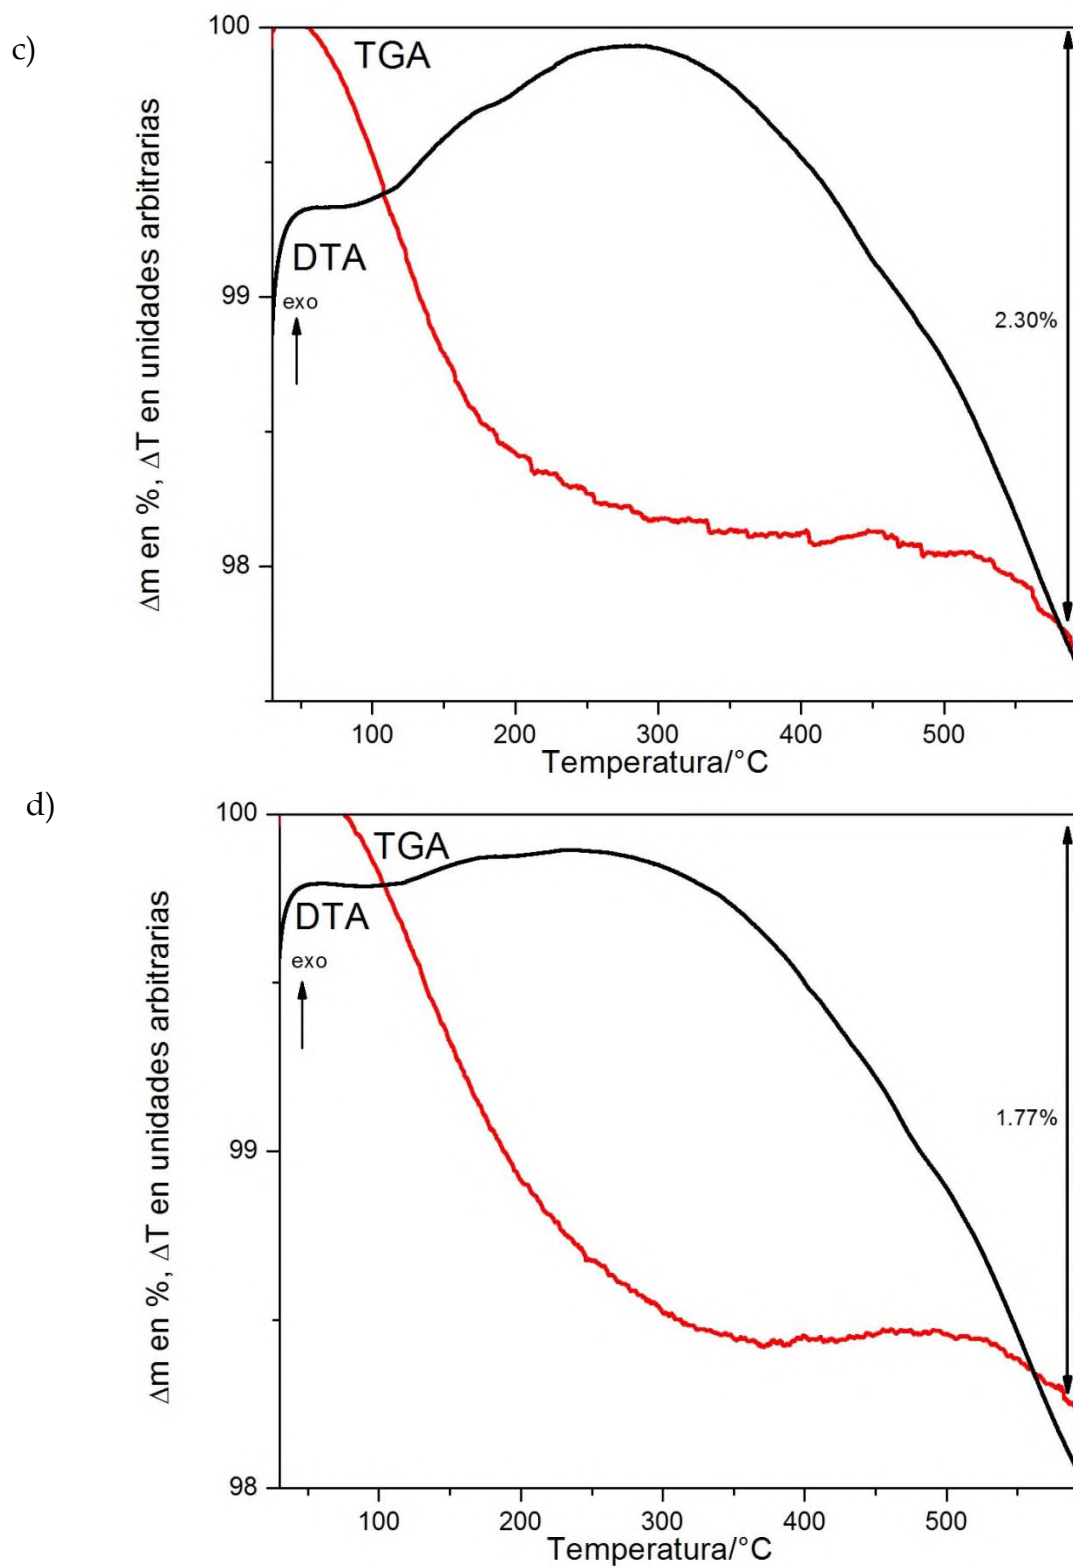 c)
100
TGA
DTA
exo
99
2.30%
98
Δm en %, ΔT en unidades arbitrarias
100 200 300 400 500
Temperatura/°C
d)
100
TGA
DTA
exo
99
1.77%
98
Δm en %, ΔT en unidades arbitrarias
100 200 300 400 500
Temperatura/°C